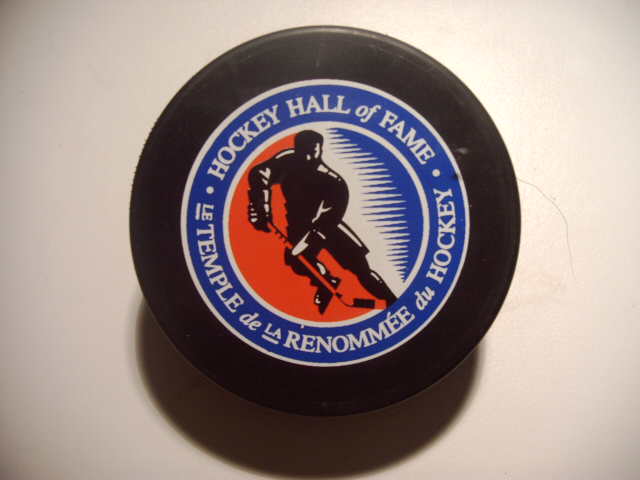 • HOCKEY HALL of FAME •
LE TEMPLE de LA RENOMMÉE du HOCKEY